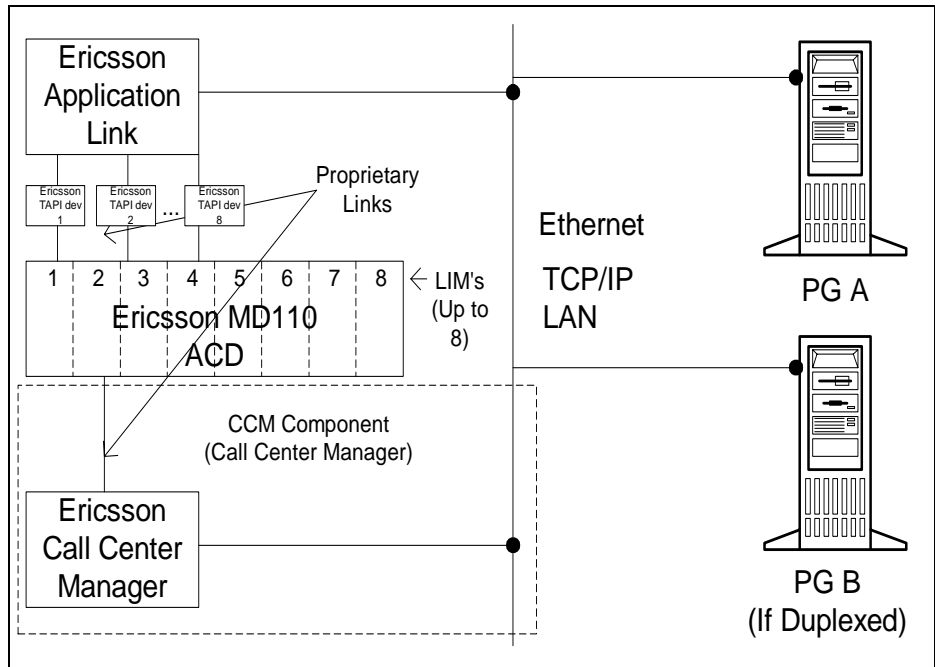 Ericsson
Application
Link
Ericsson
TAPI dev
1
Ericsson
TAPI dev
2
...
Ericsson
TAPI dev
8
Proprietary
Links
1 2 3 4 5 6 7 8
Ericsson MD110
ACD
LIM's
(Up to
8)
Ethernet
TCP/IP
LAN
PG A
CCM Component
(Call Center Manager)
Ericsson
Call Center
Manager
PG B
(If Duplexed)